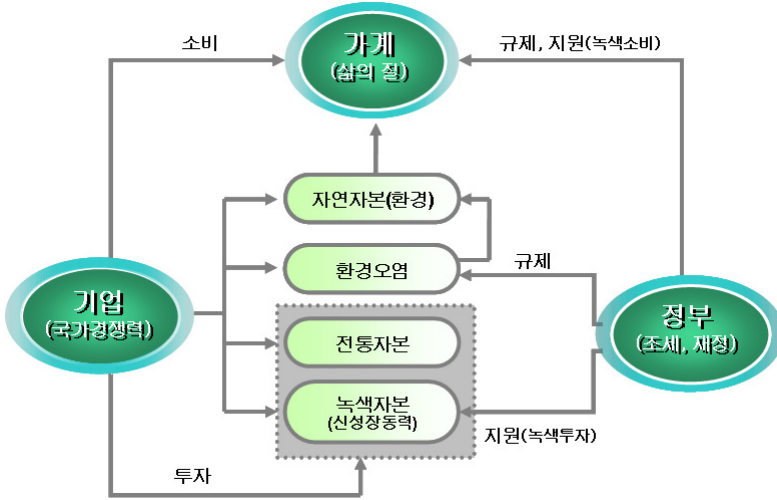 소비
가계
(삶의 질)
규제, 지원(녹색소비)
자연자본(환경)
환경오염
규제
기업
(국가경쟁력)
정부
(조세, 재정)
전통자본
녹색자본
(신성장동력)
지원(녹색투자)
투자